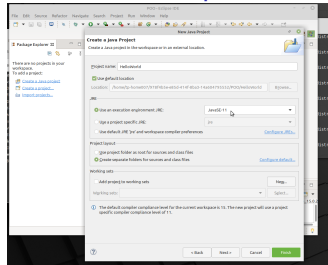 File Edit Source Refactor Navigate Search Project Run Window Help
Package Explorer
There are no projects in your
workspace.
To add a project:
Create a Java project
Create a project...
Import projects...
New Java Project
Create a Java Project
Create a Java project in the workspace or in an external location.
Project name: HelloWorld
Use default location
Location:
Browse...
JRE
Use an execution environment JRE: JavaSE-11
Use a project specific JRE: jre
Use default JRE 'jre' and workspace compiler preferences Configure JREs...
Project layout
Use project folder as root for sources and class files
Create separate folders for sources and class files Configure default...
Working sets
Add project to working sets New...
Working sets: Select...
The default compiler compliance level for the current workspace is 15. The new project will use a project
specific compiler compliance level of 11.
< Back Next > Cancel Finish